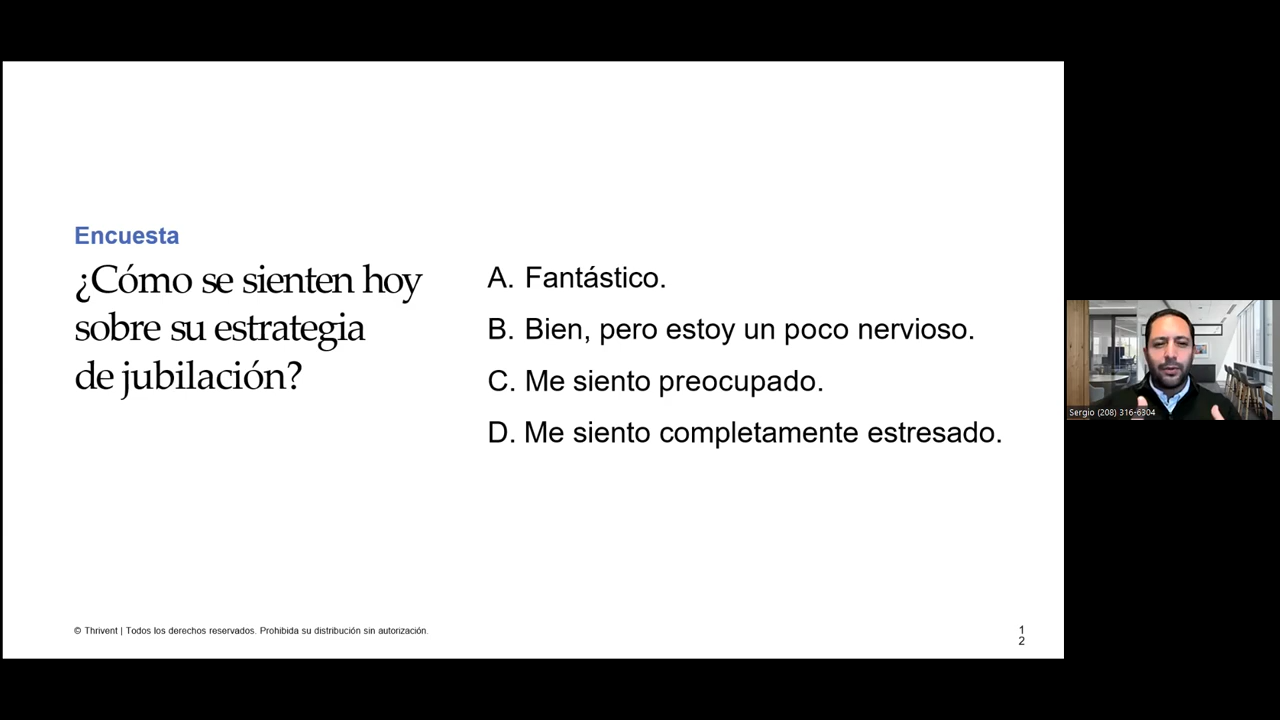 Encuesta
¿Cómo se sienten hoy
sobre su estrategia
de jubilación?
A. Fantástico.
B. Bien, pero estoy un poco nervioso.
C. Me siento preocupado.
D. Me siento completamente estresado.
Sergio (208) 316-6304
© Thrivent | Todos los derechos reservados. Prohibida su distribución sin autorización.
1
2